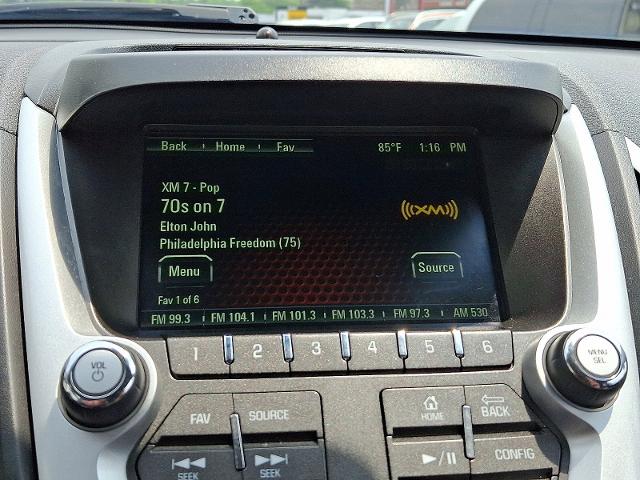 Back Home Fav 85°F 1:16 PM
XM 7 - Pop
70s on 7
((XM))
Elton John
Philadelphia Freedom (75)
Menu Source
Fav 1 of 6
FM 99.3 FM 104.1 FM 101.3 FM 103.3 FM 97.3 AM 530
1 2 3 4 5 6
VOL
MENU
SEL
FAV SOURCE
HOME BACK
SEEK SEEK
CONFIG